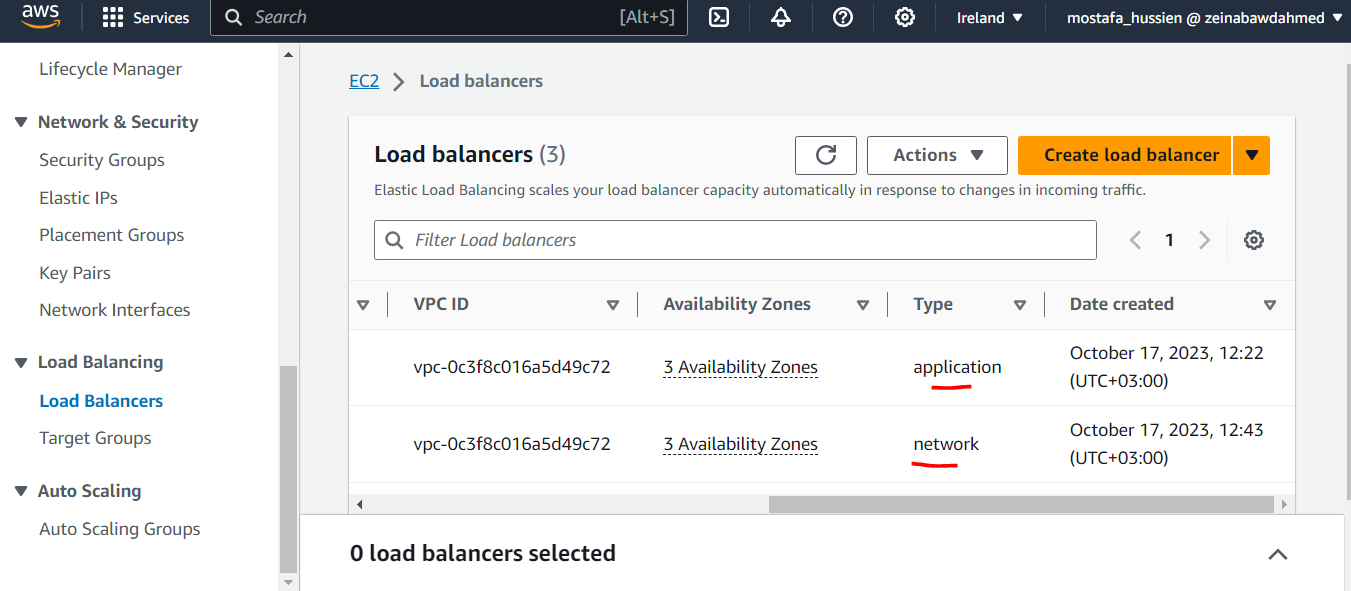 aws
Services
Search
[Alt+S]
Ireland
mostafa_hussien @ zeinabawdahmed
Lifecycle Manager
Network & Security
Security Groups
Elastic IPs
Placement Groups
Key Pairs
Network Interfaces
Load Balancing
Load Balancers
Target Groups
Auto Scaling
Auto Scaling Groups
EC2 > Load balancers
Load balancers (3)
Actions
Create load balancer
Elastic Load Balancing scales your load balancer capacity automatically in response to changes in incoming traffic.
Filter Load balancers
1
VPC ID
Availability Zones
Type
Date created
vpc-0c3f8c016a5d49c72
3 Availability Zones
application
October 17, 2023, 12:22
(UTC+03:00)
vpc-0c3f8c016a5d49c72
3 Availability Zones
network
October 17, 2023, 12:43
(UTC+03:00)
0 load balancers selected